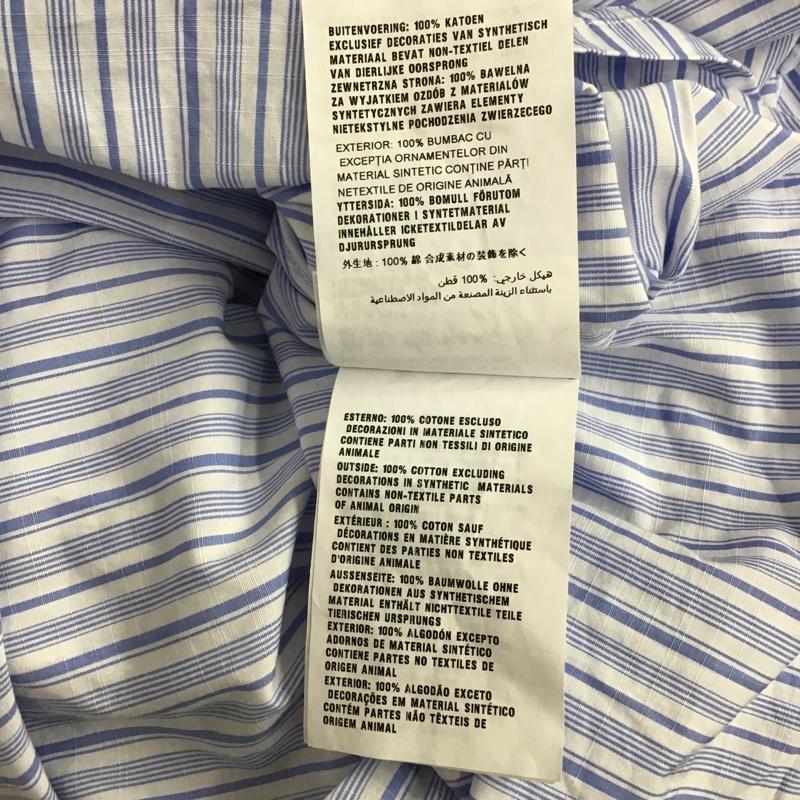 BUITENVOERING: 100% KATOEN
EXCLUSIEF DECORATIES VAN SYNTHETISCH
MATERIAAL BEVAT NON-TEXTIEL DELEN
VAN DIERLIJKE OORSPRONG
ZEWNETRZNA STRONA: 100% BAWELNA
ZA WYJATKIEM OZDÓB Z MATERIALÓW
SYNTETYCZNYCH ZAWIERA ELEMENTY
NIETEKSTYLNE POCHODZENIA ZWIERZECEGO
EXTERIOR: 100% BUMBAC CU
EXCEPȚIA ORNAMENTELOR DIN
MATERIAL SINTETIC CONȚINE PĂRȚI
NETEXTILE DE ORIGINE ANIMALĂ
YTTERSIDA: 100% BOMULL FÖRUTOM
DEKORATIONER I SYNTETMATERIAL
INNEHÅLLER ICKETEXTILDELAR AV
DJURURSPRUNG
外生地：100% 綿 合成素材の装飾を除く
هيكل خارجي: 100% قطن
باستثناء الزينة المصنعة من المواد الاصطناعية
ESTERNO: 100% COTONE ESCLUSO
DECORAZIONI IN MATERIALE SINTETICO
CONTIENE PARTI NON TESSILI DI ORIGINE
ANIMALE
OUTSIDE: 100% COTTON EXCLUDING
DECORATIONS IN SYNTHETIC MATERIALS
CONTAINS NON-TEXTILE PARTS
OF ANIMAL ORIGIN
EXTÉRIEUR : 100% COTON SAUF
DÉCORATIONS EN MATIÈRE SYNTHÉTIQUE
CONTIENT DES PARTIES NON TEXTILES
D'ORIGINE ANIMALE
AUSSENSEITE: 100% BAUMWOLLE OHNE
DEKORATIONEN AUS SYNTHETISCHEM
MATERIAL ENTHÄLT NICHTTEXTILE TEILE
TIERISCHEN URSPRUNGS
EXTERIOR: 100% ALGODÓN EXCEPTO
ADORNOS DE MATERIAL SINTÉTICO
CONTIENE PARTES NO TEXTILES DE
ORIGEN ANIMAL
EXTERIOR: 100% ALGODÃO EXCETO
DECORAÇÕES EM MATERIAL SINTÉTICO
CONTÉM PARTES NÃO TÊXTEIS DE
ORIGEM ANIMAL